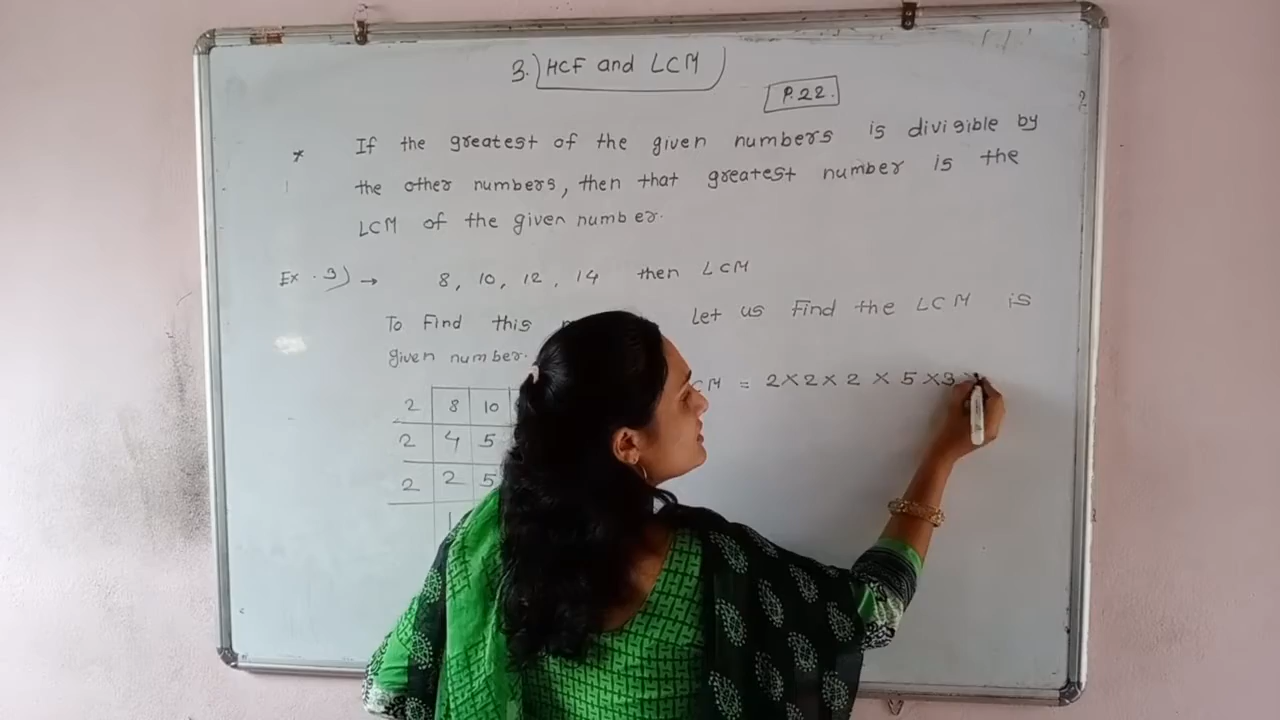 3. HCF and LCM
P.22.
* If the greatest of the given numbers is divisible by
the other numbers, then that greatest number is the
LCM of the given number.
Ex. 3) → 8, 10, 12, 14 then LCM
To Find this Let us Find the LCM is
given number.
CM = 2×2×2 × 5×3 ×
2 8 10
2 4 5
2 2 5
1